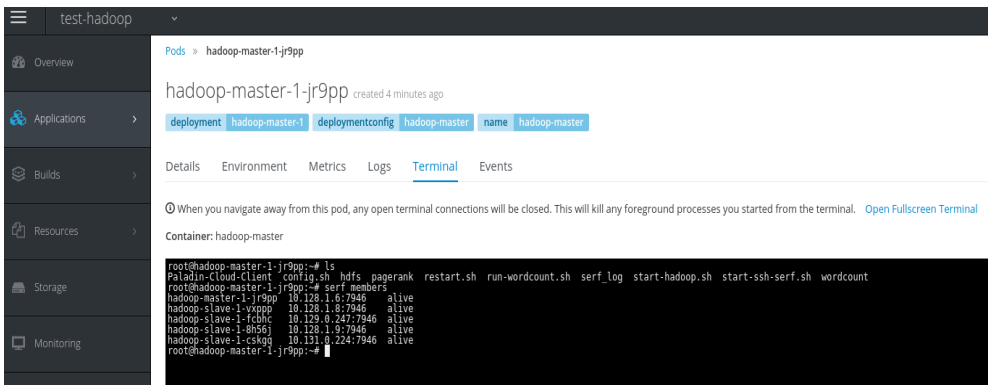 test-hadoop
Overview
Applications
Builds
Resources
Storage
Monitoring
Pods » hadoop-master-1-jr9pp
hadoop-master-1-jr9pp created 4 minutes ago
deployment hadoop-master-1 deploymentconfig hadoop-master name hadoop-master
Details Environment Metrics Logs Terminal Events
When you navigate away from this pod, any open terminal connections will be closed. This will kill any foreground processes you started from the terminal. Open Fullscreen Terminal
Container: hadoop-master
root@hadoop-master-1-jr9pp:~# ls
Paladin-Cloud-Client config.sh hdfs pagerank restart.sh run-wordcount.sh serf_log start-hadoop.sh start-ssh-serf.sh wordcount
root@hadoop-master-1-jr9pp:~# serf members
hadoop-master-1-jr9pp 10.128.1.6:7946 alive
hadoop-slave-1-vxppp 10.128.1.8:7946 alive
hadoop-slave-1-fcbhc 10.129.0.247:7946 alive
hadoop-slave-1-8h56j 10.128.1.9:7946 alive
hadoop-slave-1-cskgq 10.131.0.224:7946 alive
root@hadoop-master-1-jr9pp:~#